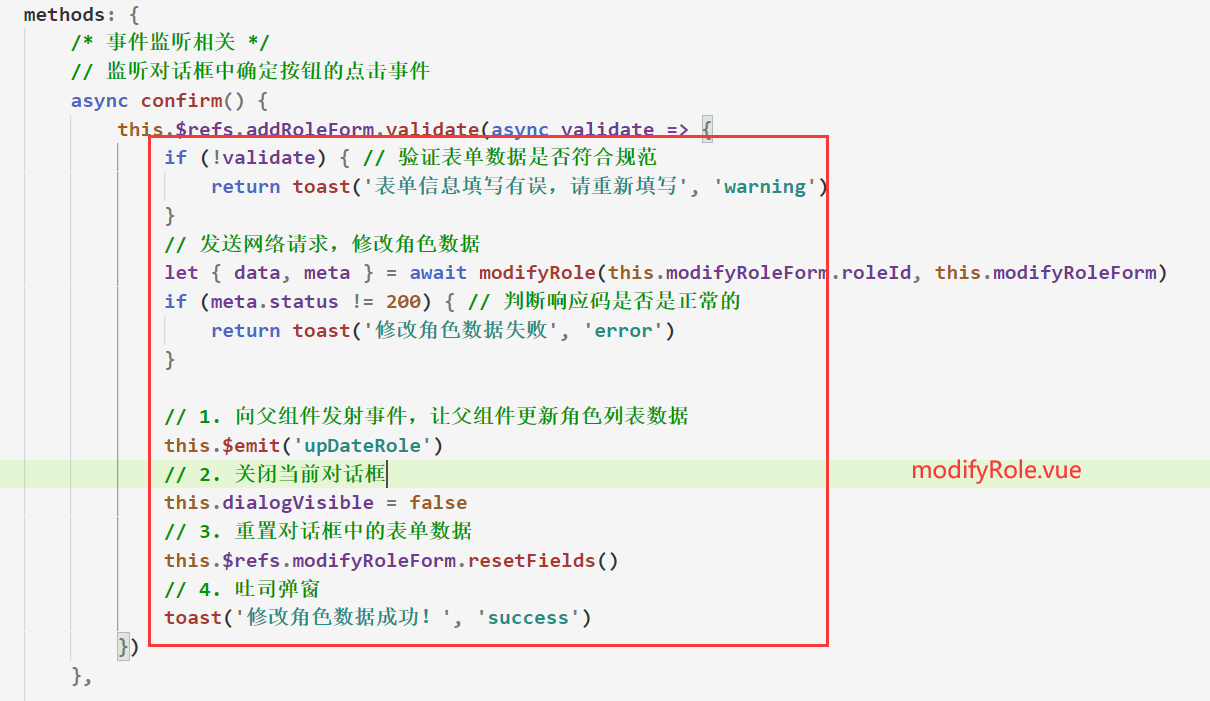 methods: {
/* 事件监听相关 */
// 监听对话框中确定按钮的点击事件
async confirm() {
this.$refs.addRoleForm.validate(async validate => {
if (!validate) { // 验证表单数据是否符合规范
return toast('表单信息填写有误，请重新填写', 'warning')
}
// 发送网络请求，修改角色数据
let { data, meta } = await modifyRole(this.modifyRoleForm.roleId, this.modifyRoleForm)
if (meta.status != 200) { // 判断响应码是否是正常的
return toast('修改角色数据失败', 'error')
}
// 1. 向父组件发射事件，让父组件更新角色列表数据
this.$emit('upDateRole')
// 2. 关闭当前对话框
modifyRole.vue
this.dialogVisible = false
// 3. 重置对话框中的表单数据
this.$refs.modifyRoleForm.resetFields()
// 4. 吐司弹窗
toast('修改角色数据成功！', 'success')
})
},